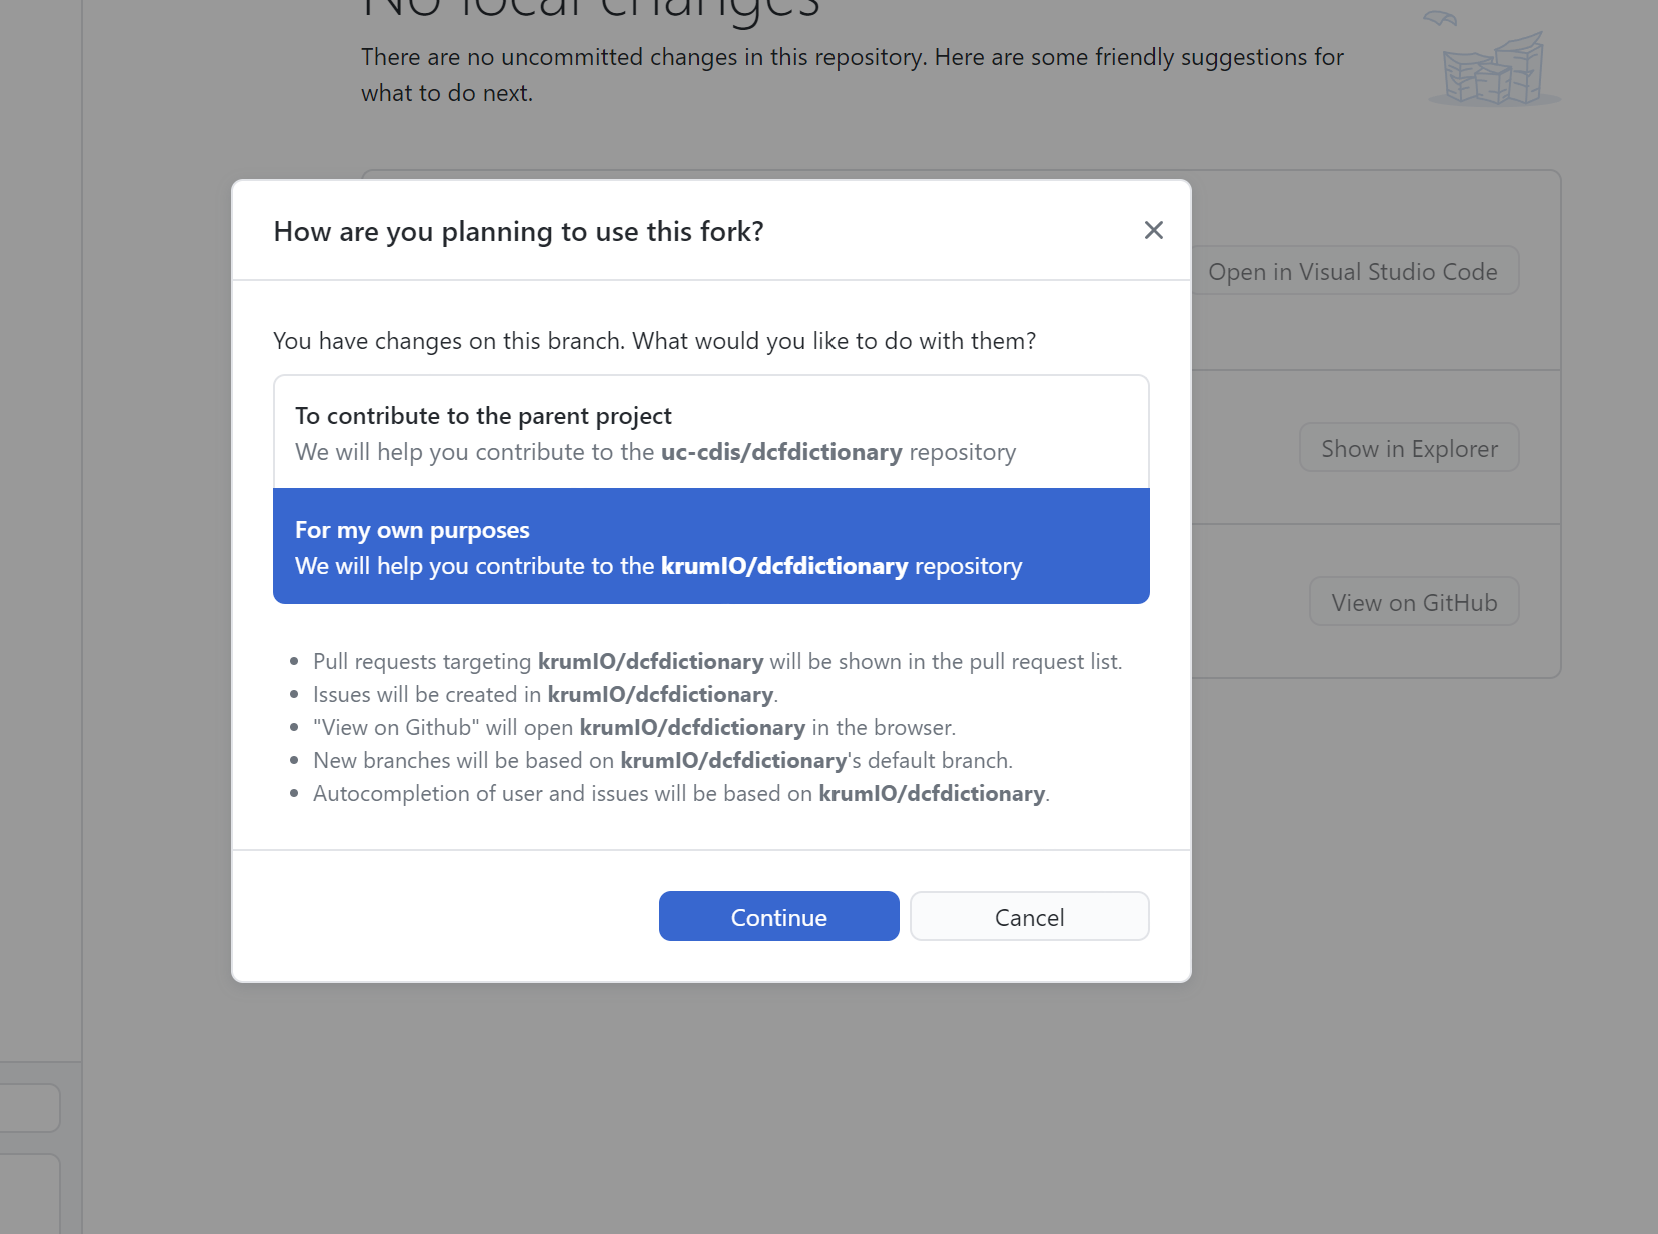 No local changes
There are no uncommitted changes in this repository. Here are some friendly suggestions for
what to do next.
How are you planning to use this fork?
Open in Visual Studio Code
You have changes on this branch. What would you like to do with them?
To contribute to the parent project
We will help you contribute to the uc-cdis/dcfdictionary repository
Show in Explorer
For my own purposes
We will help you contribute to the krumIO/dcfdictionary repository
View on GitHub
• Pull requests targeting krumIO/dcfdictionary will be shown in the pull request list.
• Issues will be created in krumIO/dcfdictionary.
• "View on Github" will open krumIO/dcfdictionary in the browser.
• New branches will be based on krumIO/dcfdictionary's default branch.
• Autocompletion of user and issues will be based on krumIO/dcfdictionary.
Continue
Cancel